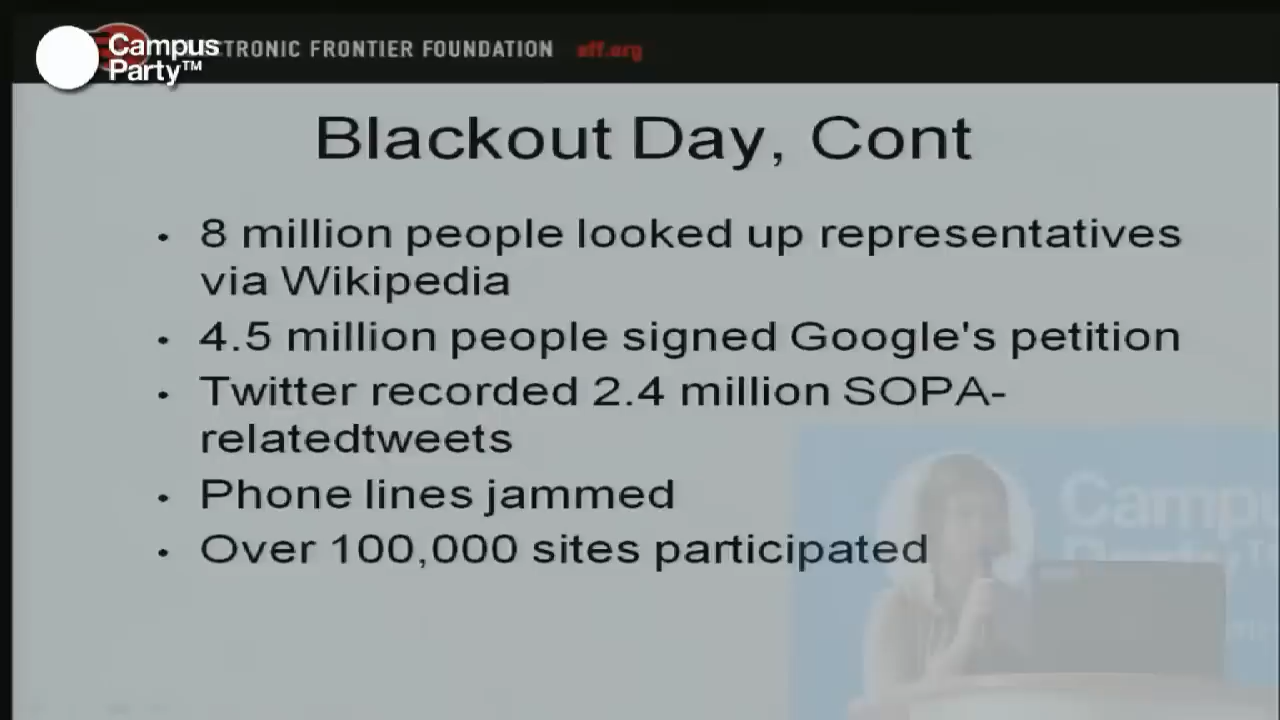 Campus
Party™
TRONIC FRONTIER FOUNDATION eff.org
Blackout Day, Cont
• 8 million people looked up representatives
via Wikipedia
• 4.5 million people signed Google's petition
• Twitter recorded 2.4 million SOPA-
relatedtweets
• Phone lines jammed
• Over 100,000 sites participated
Campu